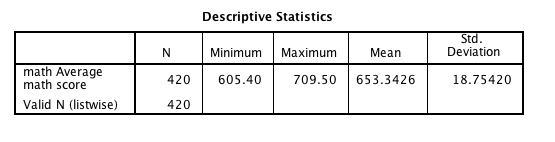 Descriptive Statistics
N Minimum Maximum Mean Std. Deviation
math Average math score 420 605.40 709.50 653.3426 18.75420
Valid N (listwise) 420